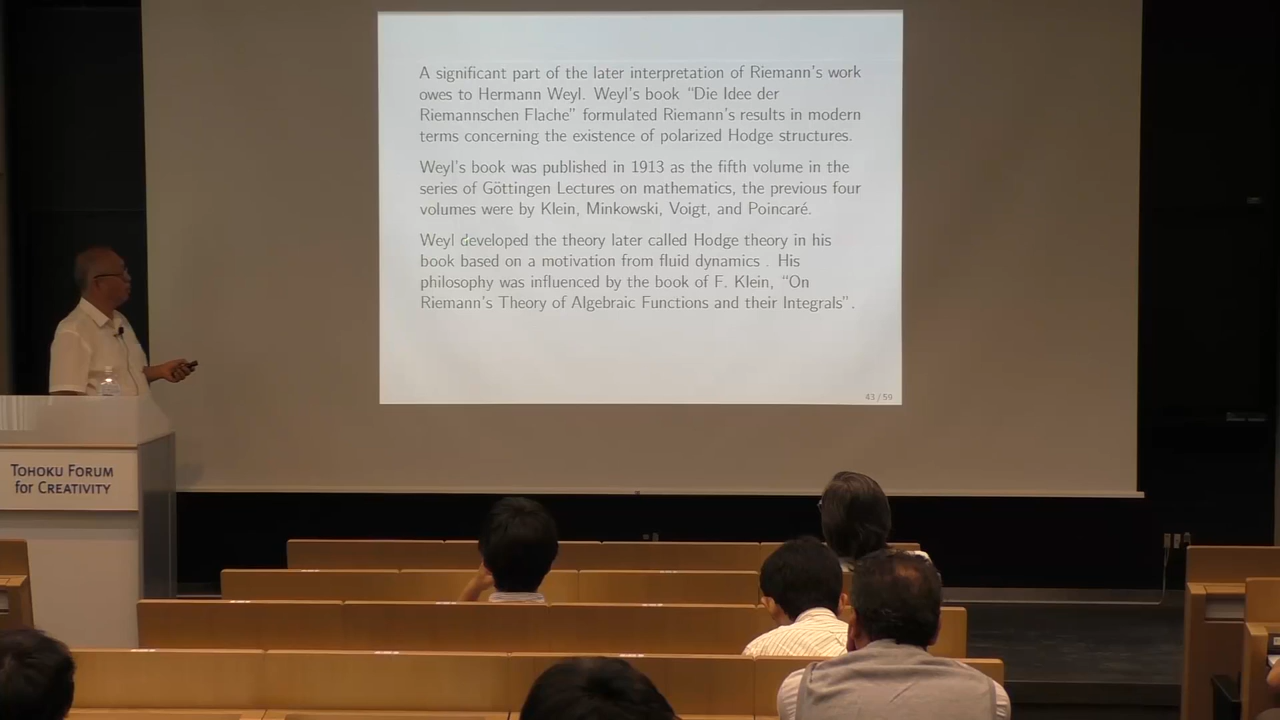 A significant part of the later interpretation of Riemann's work
owes to Hermann Weyl. Weyl's book “Die Idee der
Riemannschen Flache” formulated Riemann's results in modern
terms concerning the existence of polarized Hodge structures.
Weyl's book was published in 1913 as the fifth volume in the
series of Göttingen Lectures on mathematics, the previous four
volumes were by Klein, Minkowski, Voigt, and Poincaré.
Weyl developed the theory later called Hodge theory in his
book based on a motivation from fluid dynamics . His
philosophy was influenced by the book of F. Klein, “On
Riemann's Theory of Algebraic Functions and their Integrals”.
43 / 59
TOHOKU FORUM
for CREATIVITY